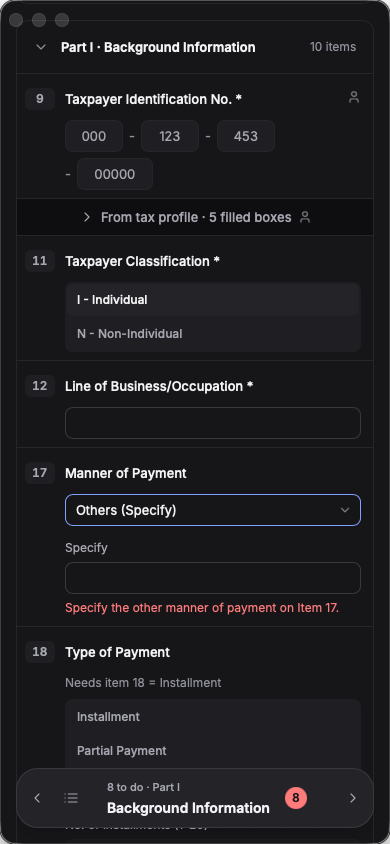 Part I · Background Information 10 items
9 Taxpayer Identification No. *
000 - 123 - 453
- 00000
From tax profile · 5 filled boxes
11 Taxpayer Classification *
I - Individual
N - Non-Individual
12 Line of Business/Occupation *
17 Manner of Payment
Others (Specify)
Specify
Specify the other manner of payment on Item 17.
18 Type of Payment
Needs item 18 = Installment
Installment
Partial Payment
8 to do · Part I
Background Information 8